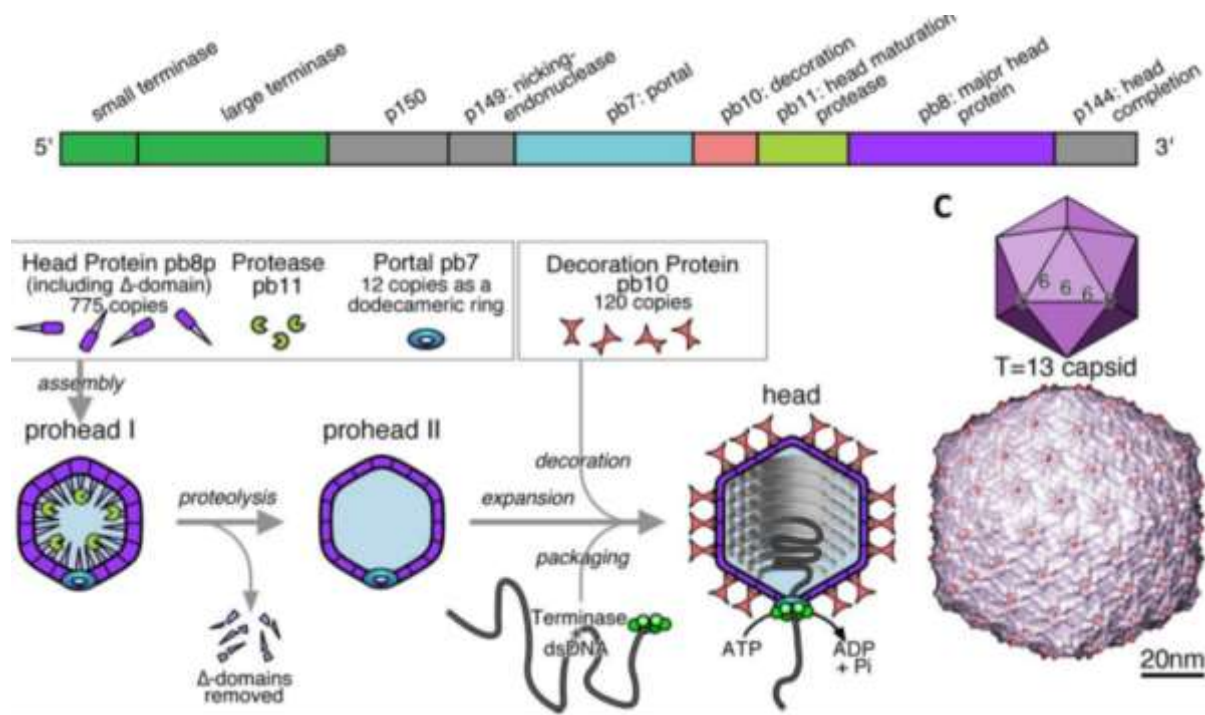 small terminase
large terminase
p150
p149: nicking-
endonuclease
pb7: portal
pb10: decoration
pb11: head maturation
protease
pb8: major head
protein
p144: head
completion
5'
3'
C
Head Protein pb8p
(including Δ-domain)
775 copies
Protease
pb11
Portal pb7
12 copies as a
dodecameric ring
Decoration Protein
pb10
120 copies
6 6 6
T=13 capsid
assembly
prohead I
proteolysis
Δ-domains
removed
prohead II
decoration
expansion
packaging
Terminase
dsDNA
head
ATP
ADP
+ Pi
20nm